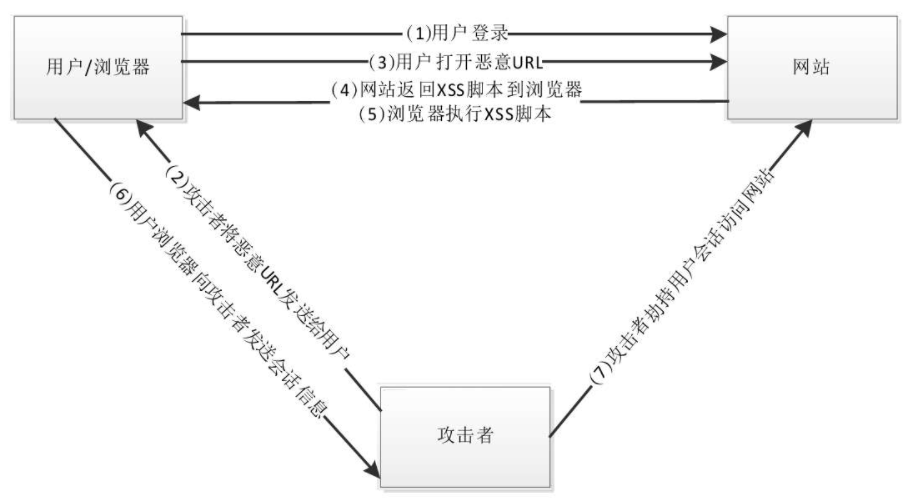 (1)用户登录
用户/浏览器
(3)用户打开恶意URL
网站
(4)网站返回XSS脚本到浏览器
(5)浏览器执行XSS脚本
(2)攻击者将恶意URL发送给用户
(6)用户浏览器向攻击者发送会话信息
(7)攻击者劫持用户会话访问网站
攻击者